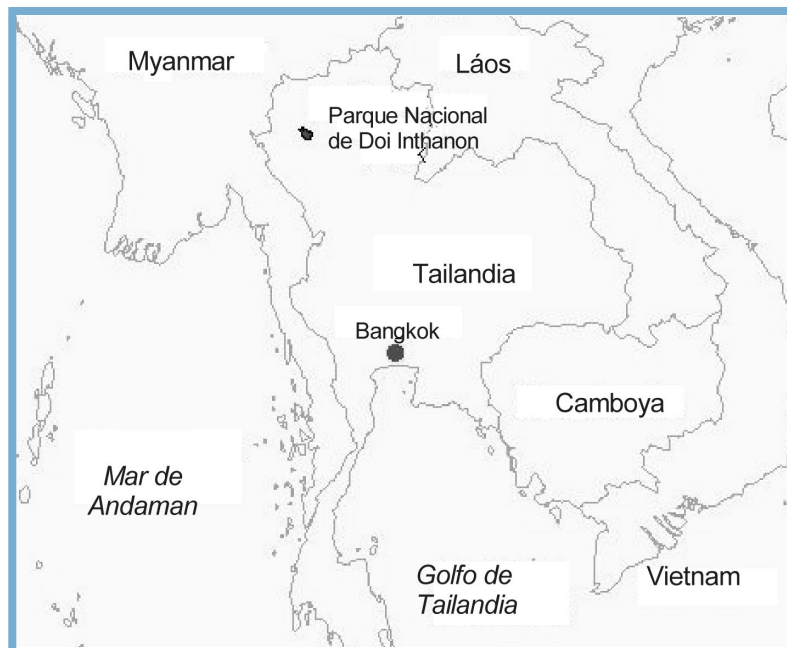 Myanmar
Láos
Parque Nacional
de Doi Inthanon
Tailandia
Bangkok
Camboya
Mar de
Andaman
Golfo de
Tailandia
Vietnam